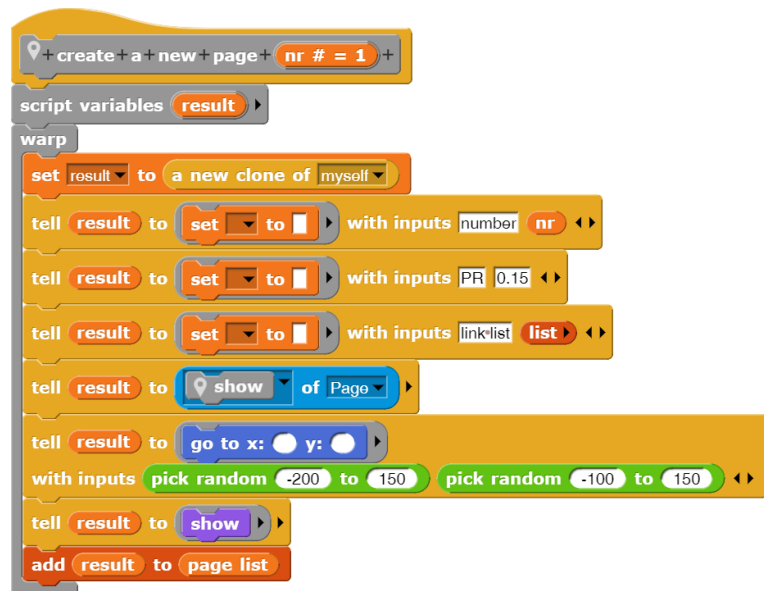 +create+a+new+page+ nr # = 1 +
script variables result
warp
set result to a new clone of myself
tell result to set to with inputs number nr
tell result to set to with inputs PR 0.15
tell result to set to with inputs link list list
tell result to show of Page
tell result to go to x: y:
with inputs pick random -200 to 150 pick random -100 to 150
tell result to show
add result to page list